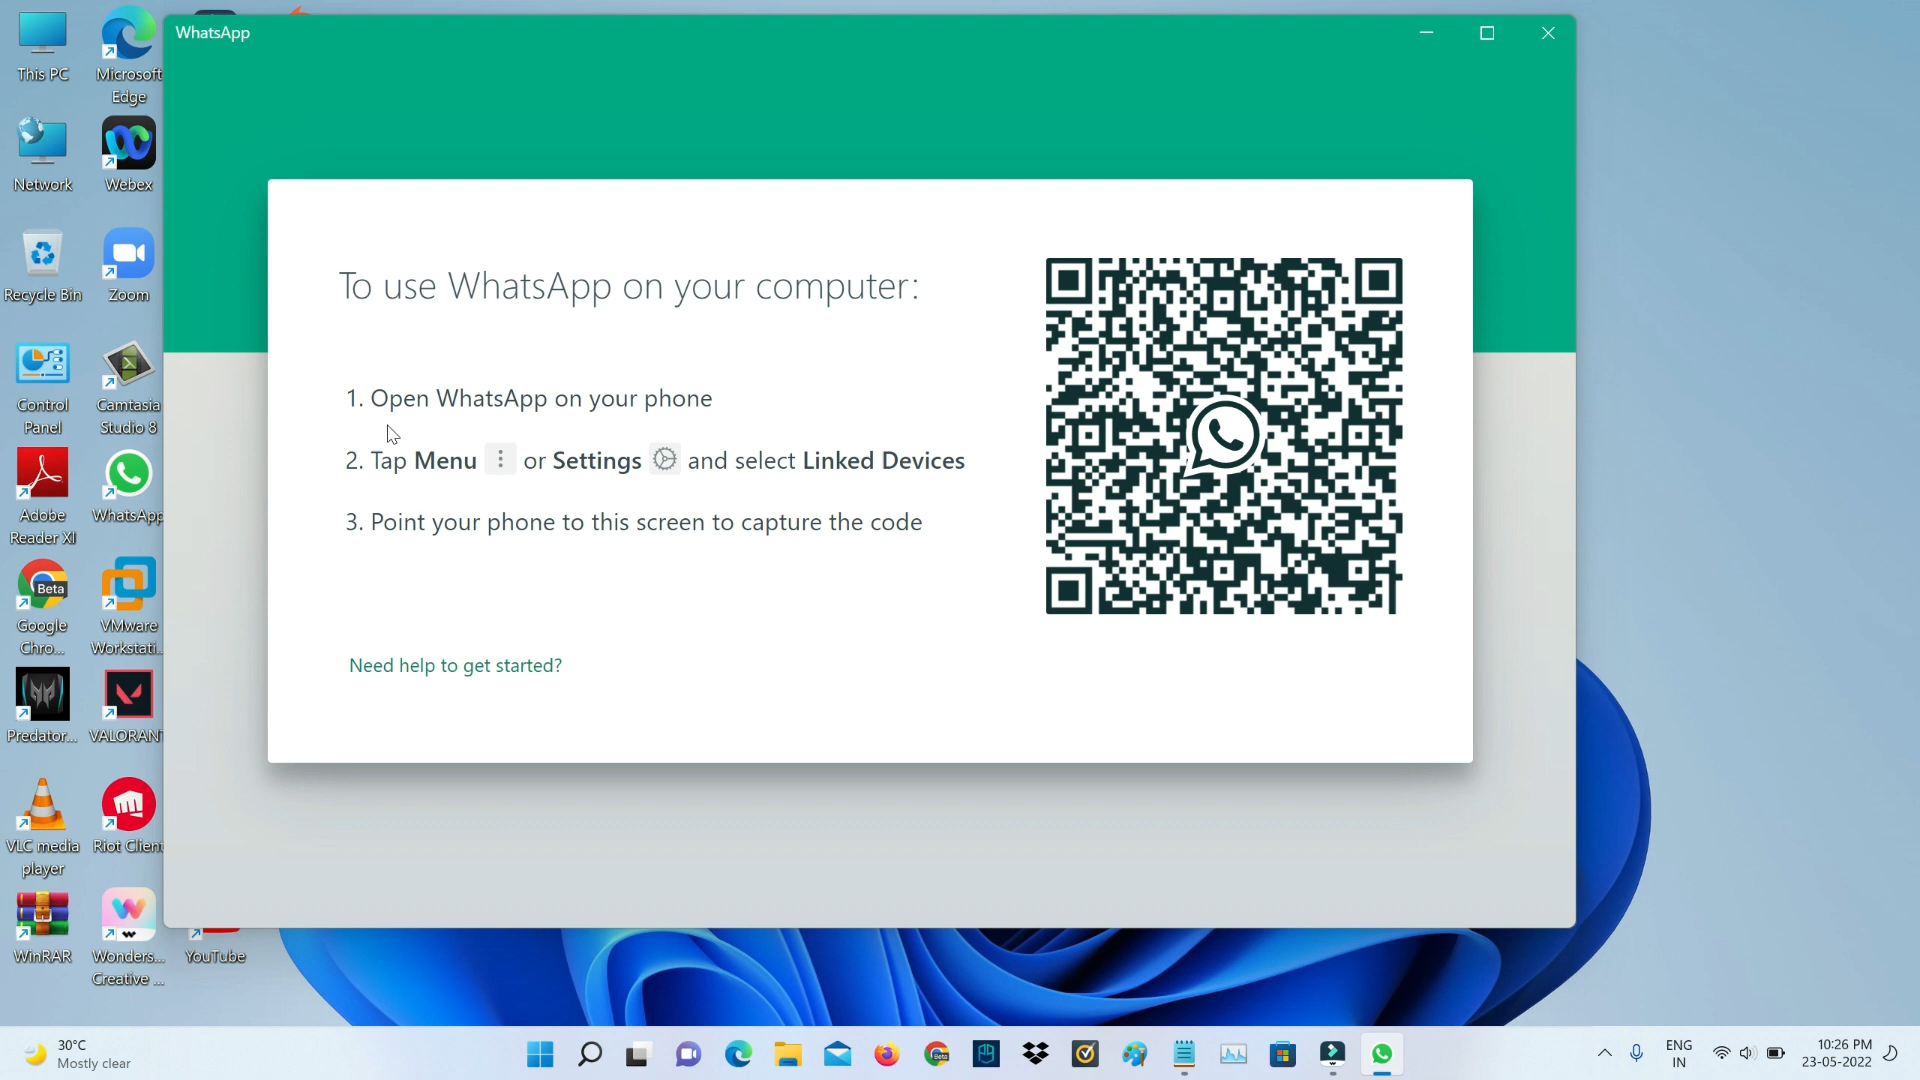 WhatsApp
To use WhatsApp on your computer:
1. Open WhatsApp on your phone
2. Tap Menu or Settings and select Linked Devices
3. Point your phone to this screen to capture the code
Need help to get started?
This PC
Microsoft
Edge
Network
Webex
Recycle Bin
Zoom
Control
Panel
Camtasia
Studio 8
Adobe
Reader XI
WhatsApp
Beta
Google
Chro...
VMware
Workstati...
Predator...
VALORANT
VLC media
player
Riot Client
WinRAR
Wonders...
Creative ...
YouTube
30°C
Mostly clear
Beta
ENG
IN
10:26 PM
23-05-2022